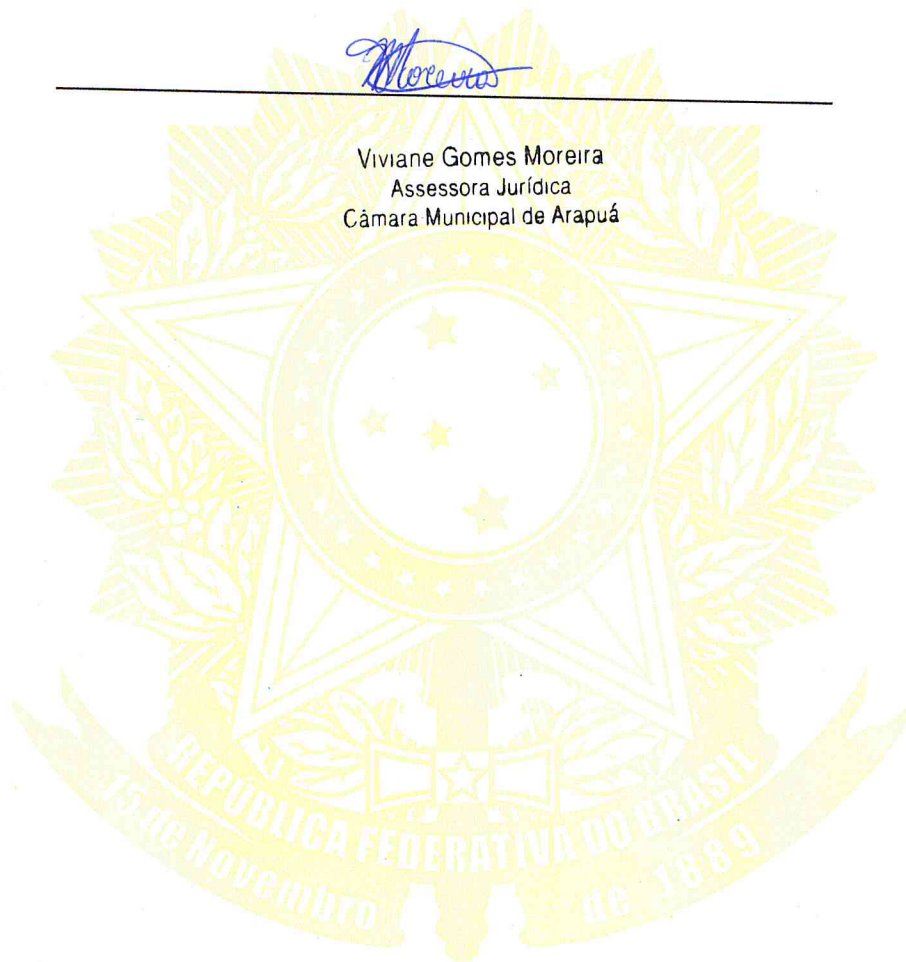 Moreira
Viviane Gomes Moreira
Assessora Jurídica
Câmara Municipal de Arapuá
REPÚBLICA FEDERATIVA DO BRASIL
15 de Novembro de 1889